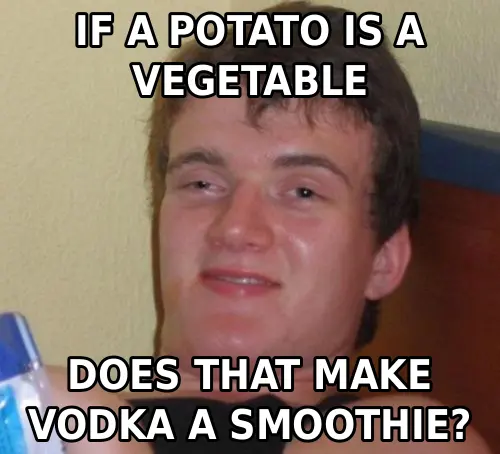 IF A POTATO IS A
VEGETABLE
DOES THAT MAKE
VODKA A SMOOTHIE?